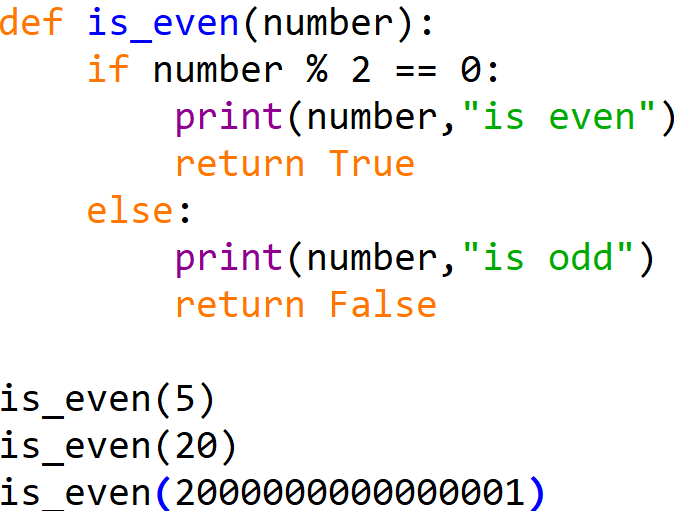 def is_even(number):
    if number % 2 == 0:
        print(number,"is even")
        return True
    else:
        print(number,"is odd")
        return False
is_even(5)
is_even(20)
is_even(2000000000000001)